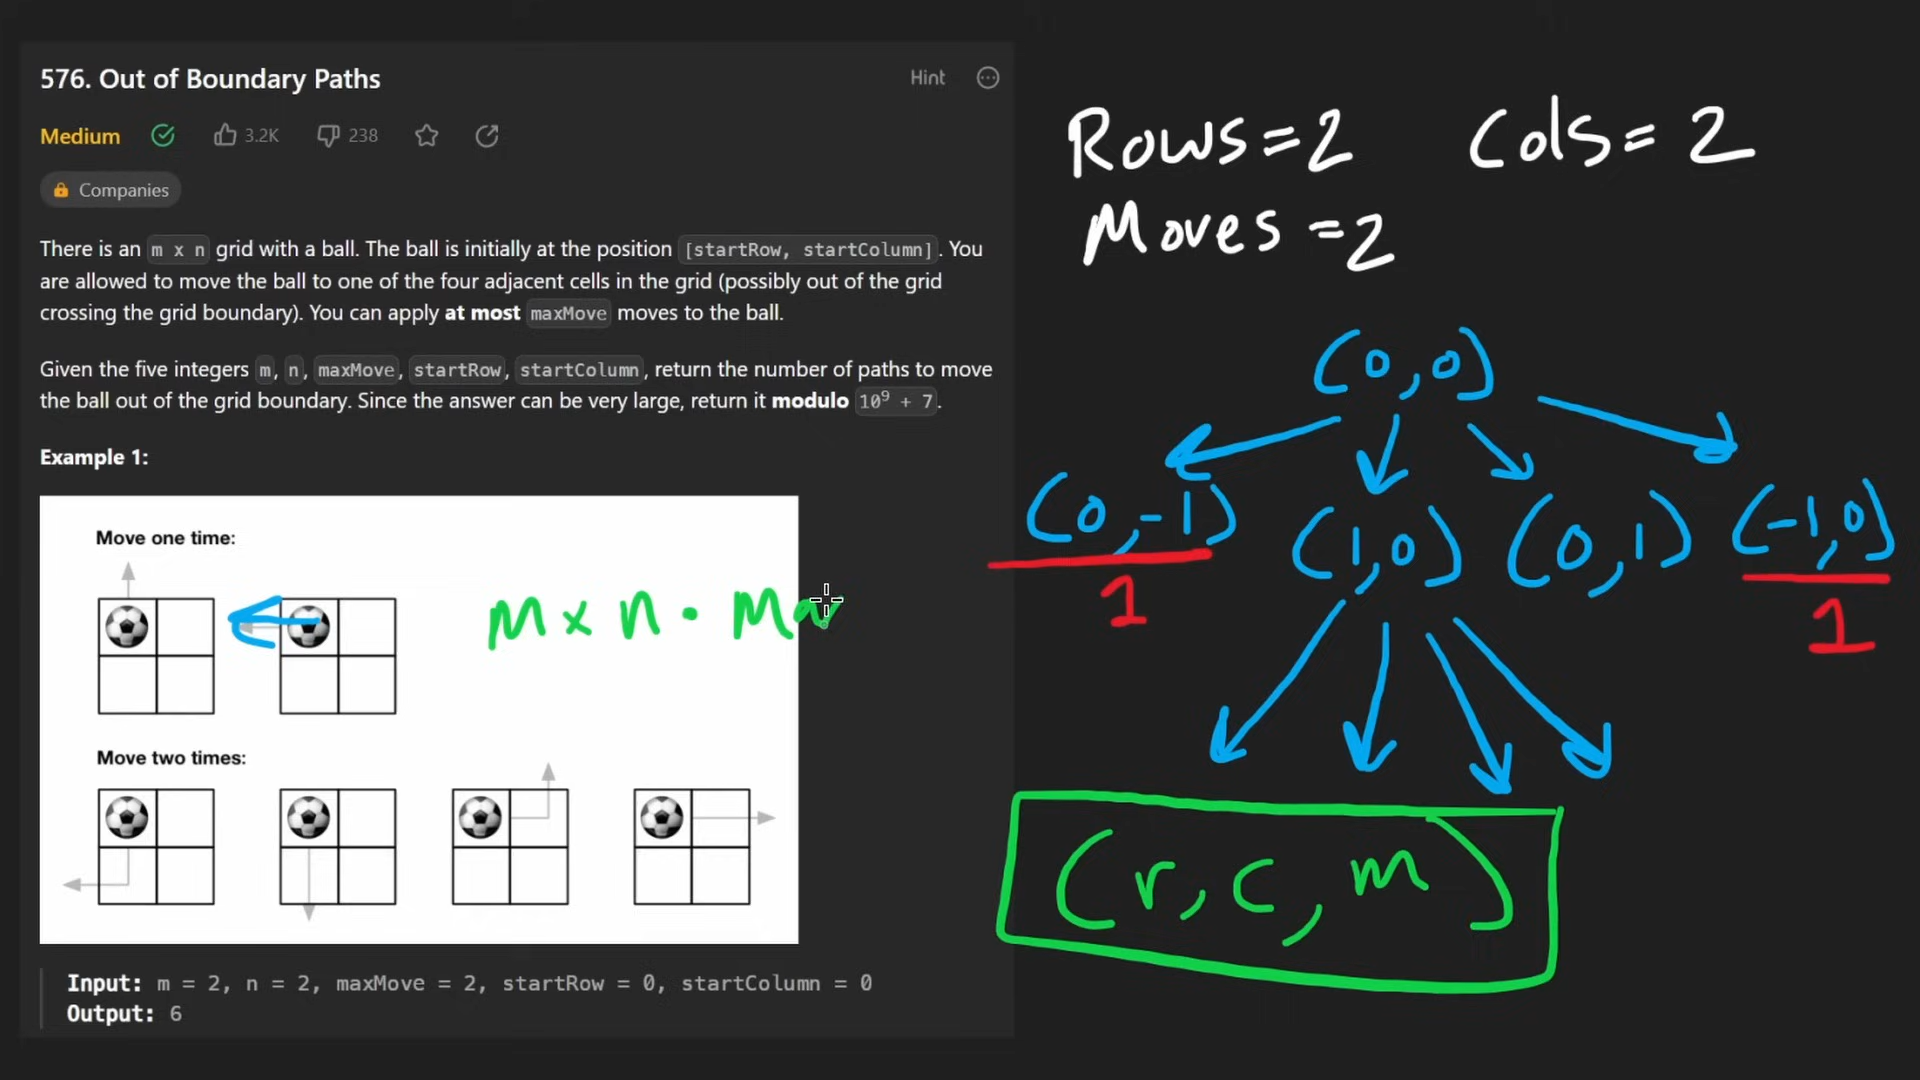 576. Out of Boundary Paths
Hint
Medium 3.2K 238
Companies
There is an m x n grid with a ball. The ball is initially at the position [startRow, startColumn]. You
are allowed to move the ball to one of the four adjacent cells in the grid (possibly out of the grid
crossing the grid boundary). You can apply at most maxMove moves to the ball.
Given the five integers m, n, maxMove, startRow, startColumn, return the number of paths to move
the ball out of the grid boundary. Since the answer can be very large, return it modulo 10⁹ + 7.
Example 1:
Move one time:
m x n · Ma
Move two times:
Input: m = 2, n = 2, maxMove = 2, startRow = 0, startColumn = 0
Output: 6
Rows=2 Cols=2
Moves=2
(0,0)
(0,-1) (1,0) (0,1) (-1,0)
1 1
(r,c,m)